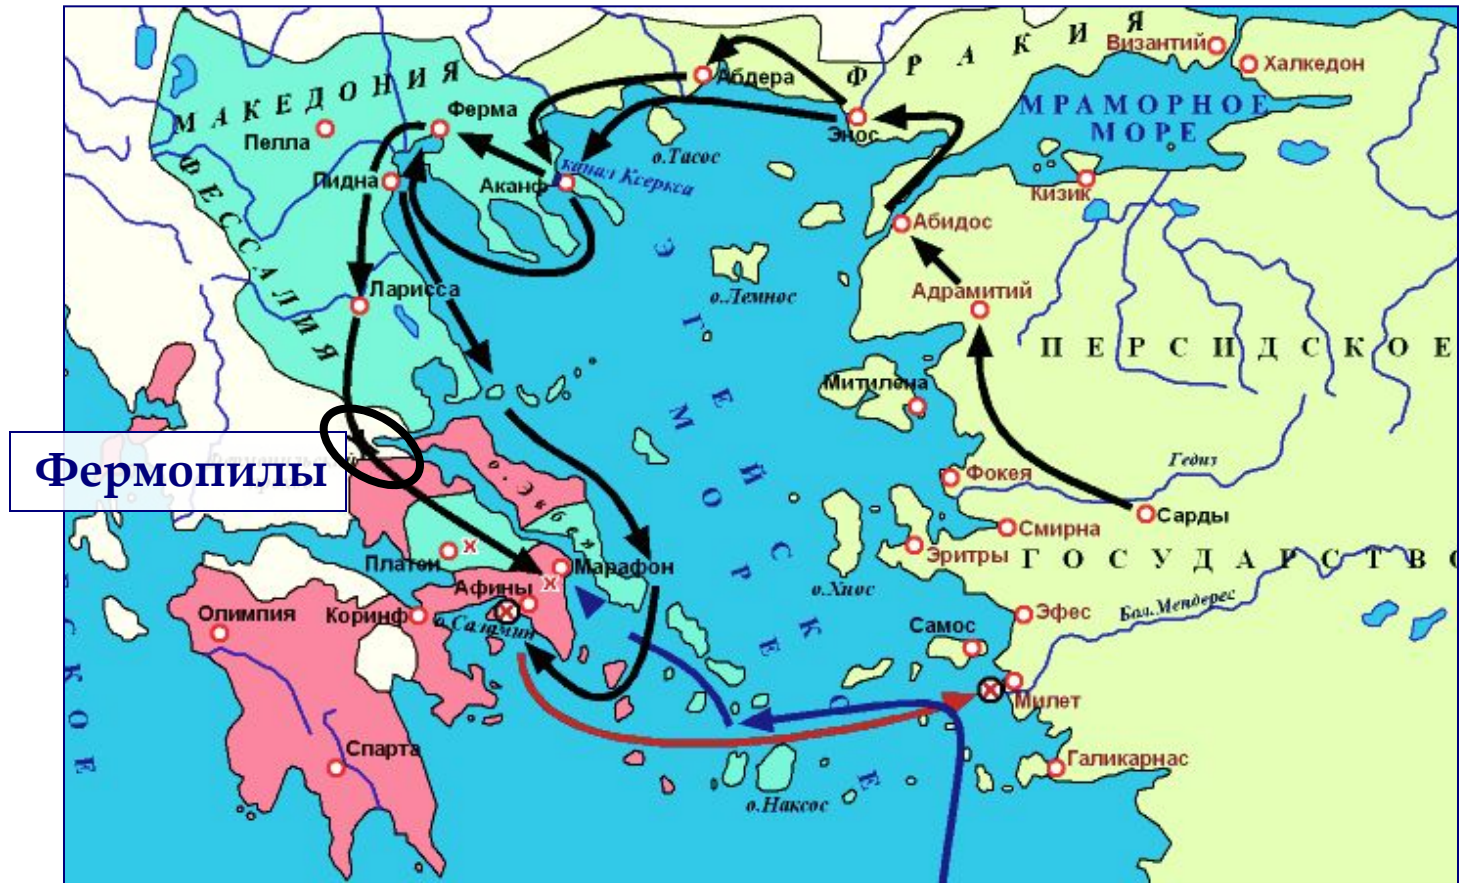 ФРАКИЯ
Византий
Халкедон
МАКЕДОНИЯ
Абдера
Ферма
МРАМОРНОЕ
МОРЕ
Пелла
Энос
о.Тасос
ФЕССАЛИЯ
Пидна
Аканф
канал Ксеркса
Кизик
Абидос
ЭГЕЙСКОЕ
МОРЕ
Ларисса
о.Лемнос
Адрамитий
ПЕРСИДСКОЕ
Митилена
Фермопилы
о.Эвбея
Фокея
Гедиз
Сарды
Смирна
Эритры
ГОСУДАРСТВО
Платеи
Марафон
Афины
о.Хиос
Бол.Мендерес
Олимпия
Коринф
о.Саламин
Самос
Эфес
Милет
Спарта
Галикарнас
о.Наксос